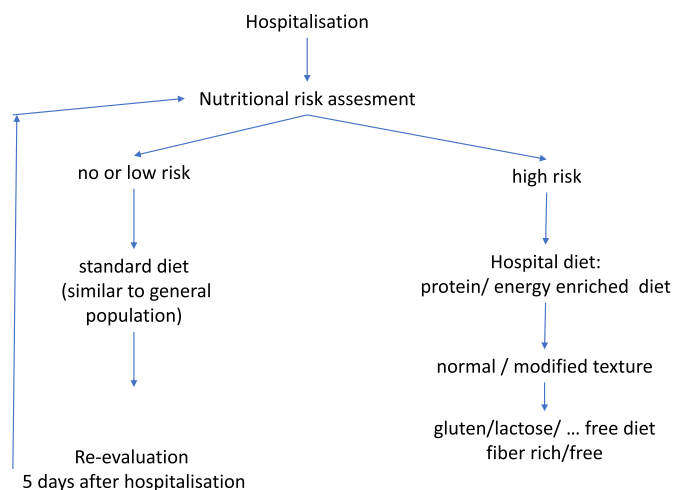 Hospitalisation
Nutritional risk assesment
no or low risk
high risk
standard diet
(similar to general
population)
Hospital diet:
protein/ energy enriched diet
normal / modified texture
gluten/lactose/ ... free diet
fiber rich/free
Re-evaluation
5 days after hospitalisation